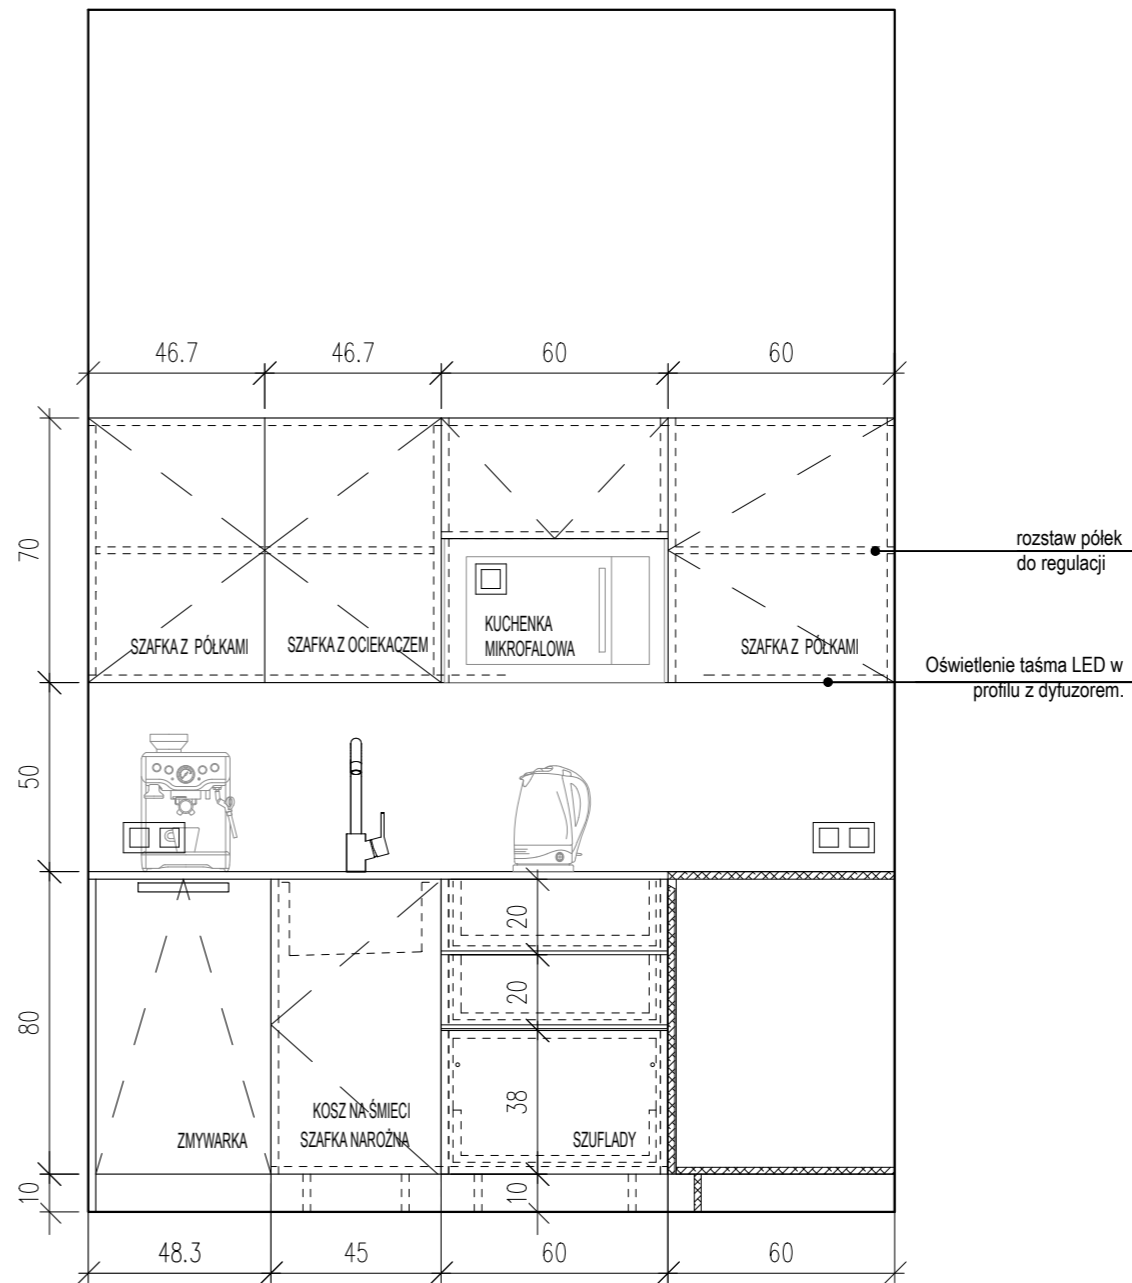 46.7 46.7 60 60
70
rozstaw półek
do regulacji
KUCHENKA
MIKROFALOWA
SZAFKA Z PÓŁKAMI
SZAFKA Z OCIEKACZEM
SZAFKA Z PÓŁKAMI
Oświetlenie taśma LED w
profilu z dyfuzorem.
50
80
20
20
38
KOSZ NA ŚMIECI
ZMYWARKA
SZAFKA NAROŻNA
SZUFLADY
10
10
48.3 45 60 60